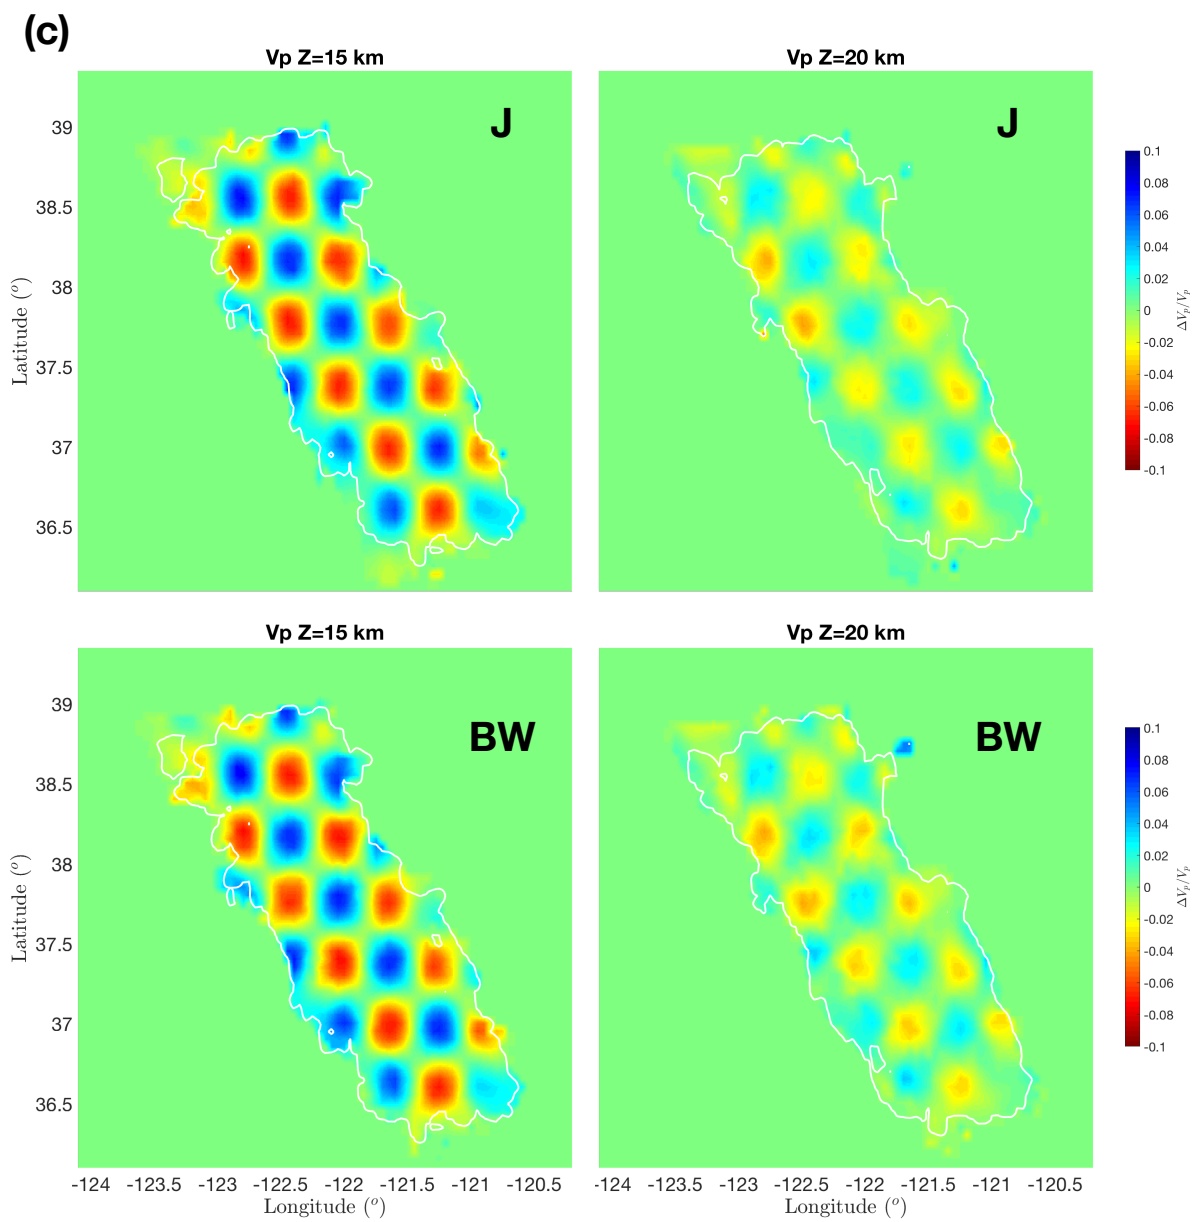 (c)
Vp Z=15 km
Vp Z=20 km
J
J
39
38.5
38
37.5
37
36.5
Latitude (°)
0.1
0.08
0.06
0.04
0.02
0
-0.02
-0.04
-0.06
-0.08
-0.1
ΔVp/Vp
Vp Z=15 km
Vp Z=20 km
BW
BW
39
38.5
38
37.5
37
36.5
Latitude (°)
0.1
0.08
0.06
0.04
0.02
0
-0.02
-0.04
-0.06
-0.08
-0.1
ΔVp/Vp
-124 -123.5 -123 -122.5 -122 -121.5 -121 -120.5
-124 -123.5 -123 -122.5 -122 -121.5 -121 -120.5
Longitude (°)
Longitude (°)